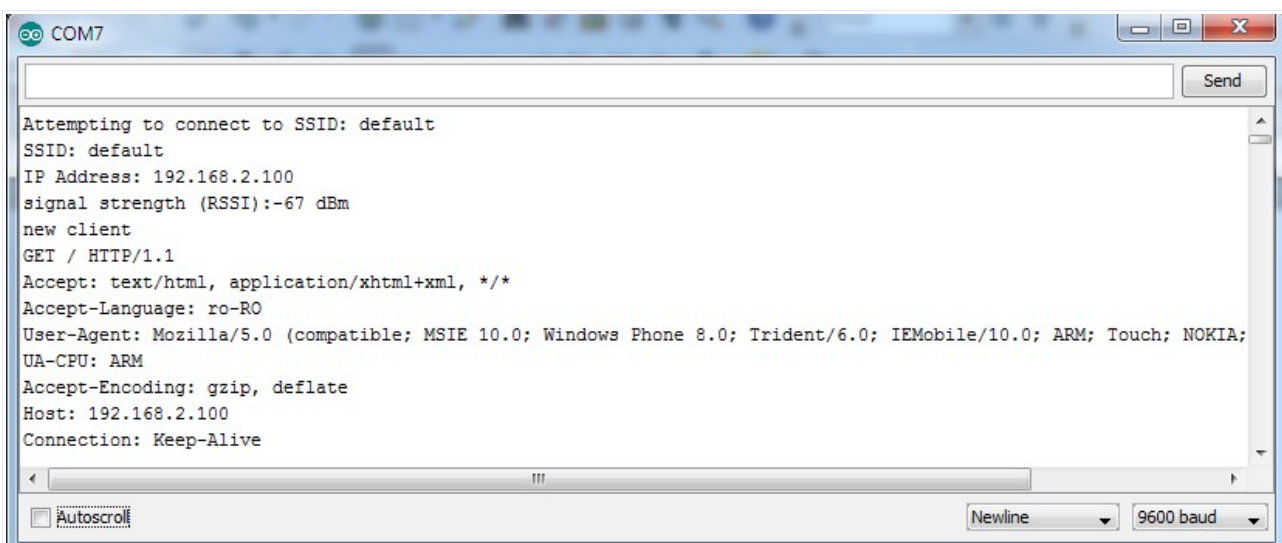 COM7
Send
Attempting to connect to SSID: default
SSID: default
IP Address: 192.168.2.100
signal strength (RSSI):-67 dBm
new client
GET / HTTP/1.1
Accept: text/html, application/xhtml+xml, */*
Accept-Language: ro-RO
User-Agent: Mozilla/5.0 (compatible; MSIE 10.0; Windows Phone 8.0; Trident/6.0; IEMobile/10.0; ARM; Touch; NOKIA;
UA-CPU: ARM
Accept-Encoding: gzip, deflate
Host: 192.168.2.100
Connection: Keep-Alive
Autoscroll Newline 9600 baud